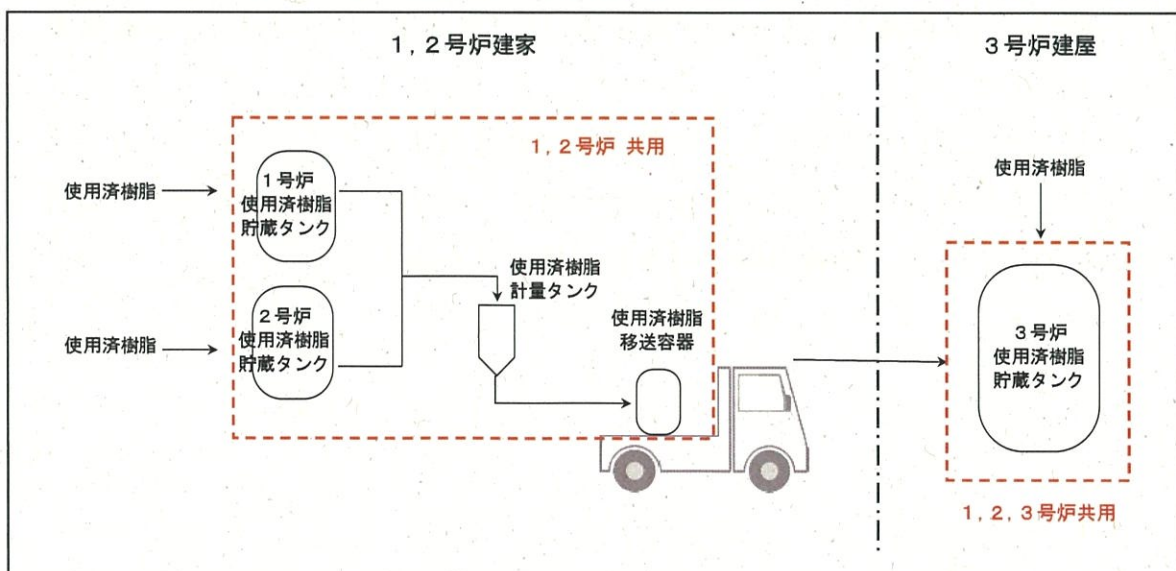 1,2号炉建家
3号炉建屋
1,2号炉 共用
使用済樹脂
1号炉
使用済樹脂
貯蔵タンク
使用済樹脂
2号炉
使用済樹脂
貯蔵タンク
使用済樹脂
計量タンク
使用済樹脂
移送容器
使用済樹脂
3号炉
使用済樹脂
貯蔵タンク
1,2,3号炉共用